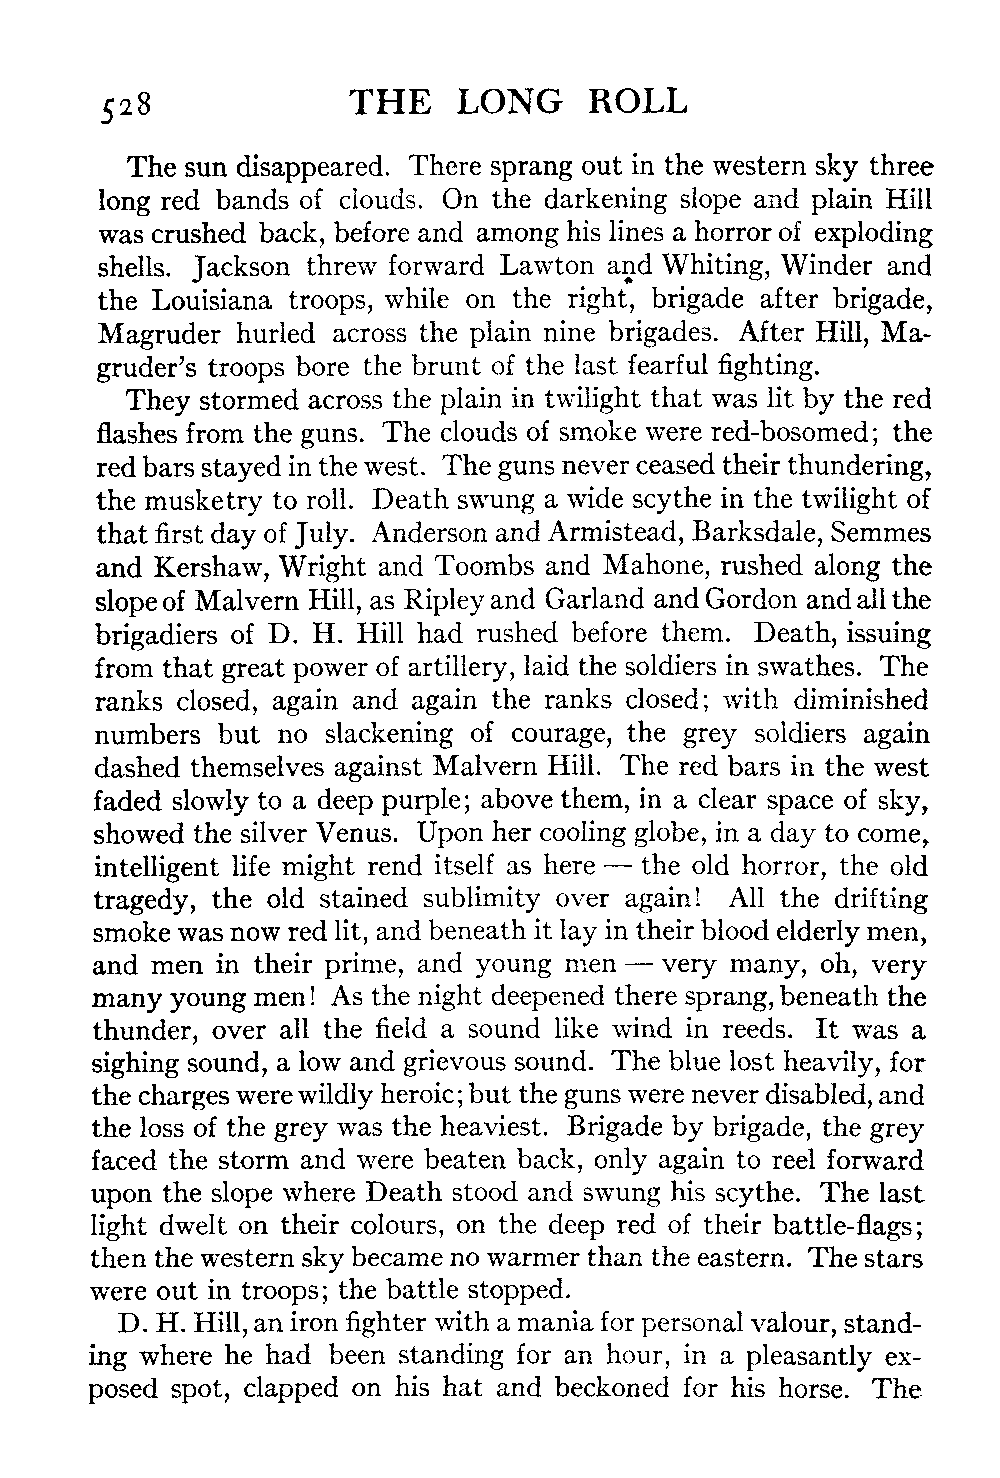 528 THE LONG ROLL
The sun disappeared. There sprang out in the western sky three
long red bands of clouds. On the darkening slope and plain Hill
was crushed back, before and among his lines a horror of exploding
shells. Jackson threw forward Lawton and Whiting, Winder and
the Louisiana troops, while on the right, brigade after brigade,
Magruder hurled across the plain nine brigades. After Hill, Ma-
gruder's troops bore the brunt of the last fearful fighting.
They stormed across the plain in twilight that was lit by the red
flashes from the guns. The clouds of smoke were red-bosomed; the
red bars stayed in the west. The guns never ceased their thundering,
the musketry to roll. Death swung a wide scythe in the twilight of
that first day of July. Anderson and Armistead, Barksdale, Semmes
and Kershaw, Wright and Toombs and Mahone, rushed along the
slope of Malvern Hill, as Ripley and Garland and Gordon and all the
brigadiers of D. H. Hill had rushed before them. Death, issuing
from that great power of artillery, laid the soldiers in swathes. The
ranks closed, again and again the ranks closed; with diminished
numbers but no slackening of courage, the grey soldiers again
dashed themselves against Malvern Hill. The red bars in the west
faded slowly to a deep purple; above them, in a clear space of sky,
showed the silver Venus. Upon her cooling globe, in a day to come,
intelligent life might rend itself as here — the old horror, the old
tragedy, the old stained sublimity over again! All the drifting
smoke was now red lit, and beneath it lay in their blood elderly men,
and men in their prime, and young men — very many, oh, very
many young men! As the night deepened there sprang, beneath the
thunder, over all the field a sound like wind in reeds. It was a
sighing sound, a low and grievous sound. The blue lost heavily, for
the charges were wildly heroic; but the guns were never disabled, and
the loss of the grey was the heaviest. Brigade by brigade, the grey
faced the storm and were beaten back, only again to reel forward
upon the slope where Death stood and swung his scythe. The last
light dwelt on their colours, on the deep red of their battle-flags;
then the western sky became no warmer than the eastern. The stars
were out in troops; the battle stopped.
D. H. Hill, an iron fighter with a mania for personal valour, stand-
ing where he had been standing for an hour, in a pleasantly ex-
posed spot, clapped on his hat and beckoned for his horse. The